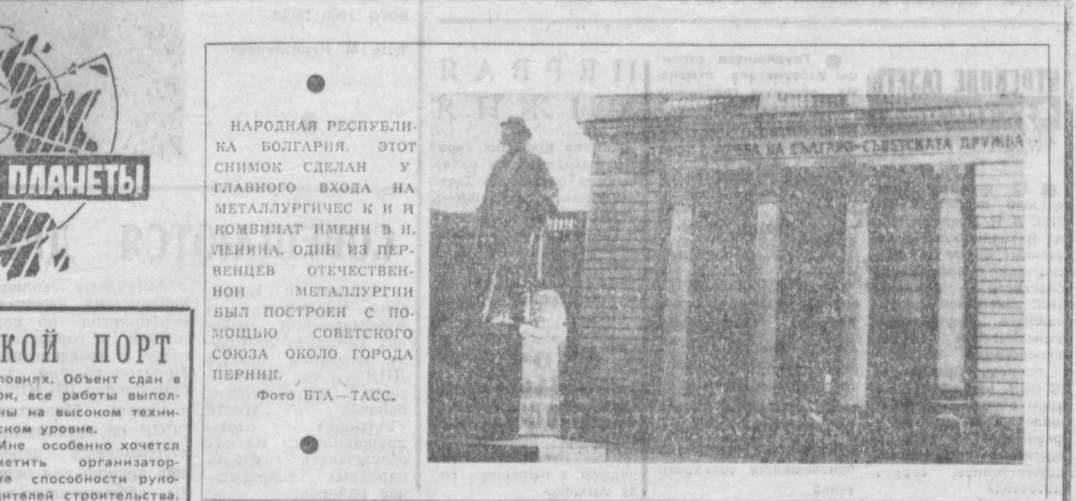 ПЛАНЕТЫ
КОЙ ПОРТ
ловиях. Объект сдан в
ок, все работы выпол-
ны на высоком техни-
ском уровне.
Мне особенно хочется
метить организатор-
ие способности руко-
дителей строительства.
НАРОДНАЯ РЕСПУБЛИ-
КА БОЛГАРИЯ. ЭТОТ
СНИМОК СДЕЛАН У
ГЛАВНОГО ВХОДА НА
МЕТАЛЛУРГИЧЕС К И Й
КОМБИНАТ ИМЕНИ В. И.
ЛЕНИНА. ОДИН ИЗ ПЕР-
ВЕНЦЕВ ОТЕЧЕСТВЕН-
НОЙ МЕТАЛЛУРГИИ
БЫЛ ПОСТРОЕН С ПО-
МОЩЬЮ СОВЕТСКОГО
СОЮЗА ОКОЛО ГОРОДА
ПЕРНИК.
Фото БТА—ТАСС.
НА БЪЛГАРО-СЪВЕТСКАТА ДРУЖБА